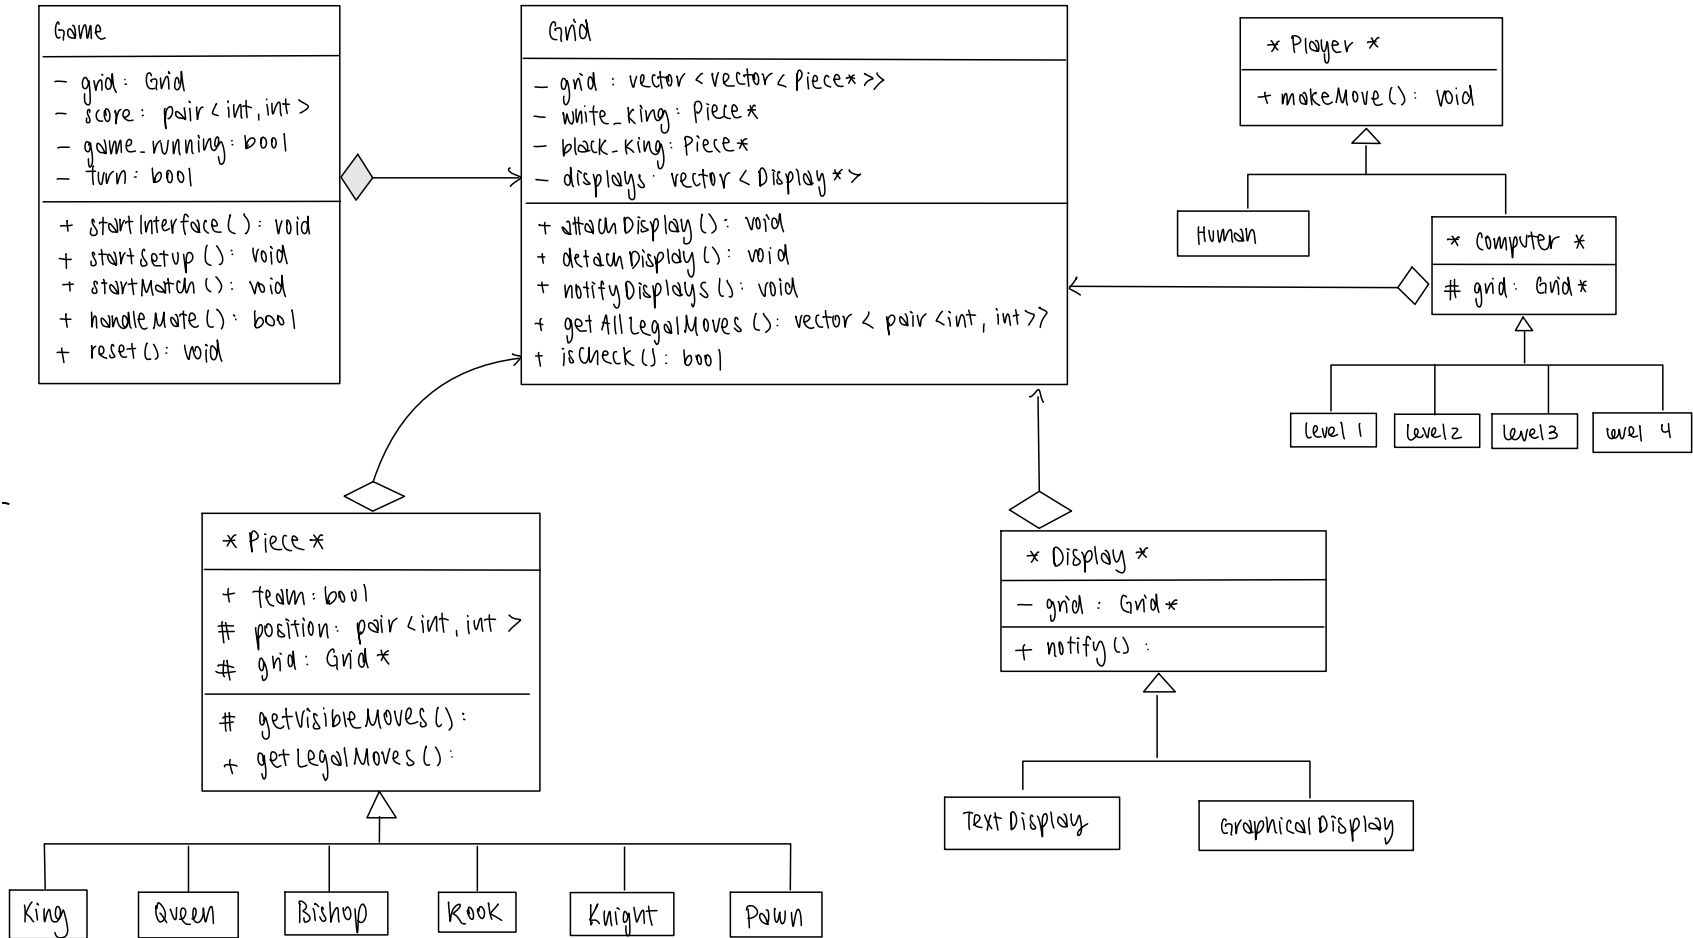 Game
- grid: Grid
- score: pair<int,int>
- game_running: bool
- turn: bool
+ startInterface(): void
+ startSetup(): void
+ startMatch(): void
+ handleMate(): bool
+ reset(): void
Grid
- grid: vector<vector<Piece*>>
- white_king: Piece*
- black_king: Piece*
- displays: vector<Display*>
+ attachDisplay(): void
+ detachDisplay(): void
+ notifyDisplays(): void
+ getAllLegalMoves(): vector<pair<int, int>>
+ isCheck(): bool
* Player *
+ makeMove(): void
Human
* Computer *
# grid: Grid*
Level 1
Level 2
Level 3
Level 4
* Piece *
+ team: bool
# position: pair<int, int>
# grid: Grid*
# getVisibleMoves():
+ getLegalMoves():
King
Queen
Bishop
Rook
Knight
Pawn
* Display *
- grid: Grid*
+ notify():
Text Display
Graphical Display